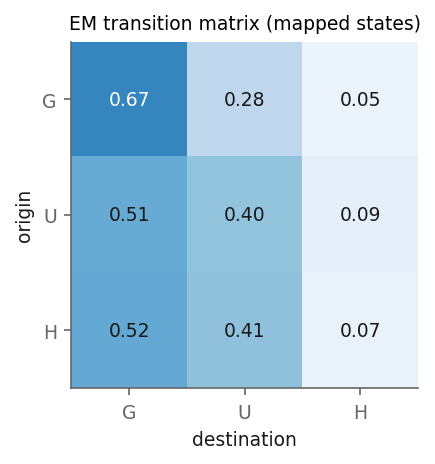 EM transition matrix (mapped states)
G 0.67 0.28 0.05
U 0.51 0.40 0.09
H 0.52 0.41 0.07
origin
G U H
destination